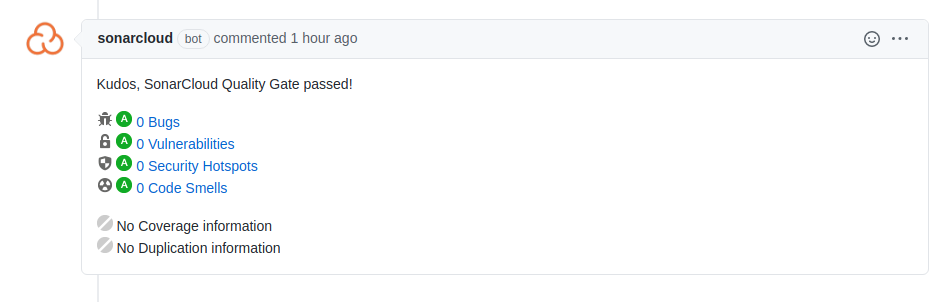 sonarcloud bot commented 1 hour ago
Kudos, SonarCloud Quality Gate passed!
A 0 Bugs
A 0 Vulnerabilities
A 0 Security Hotspots
A 0 Code Smells
No Coverage information
No Duplication information